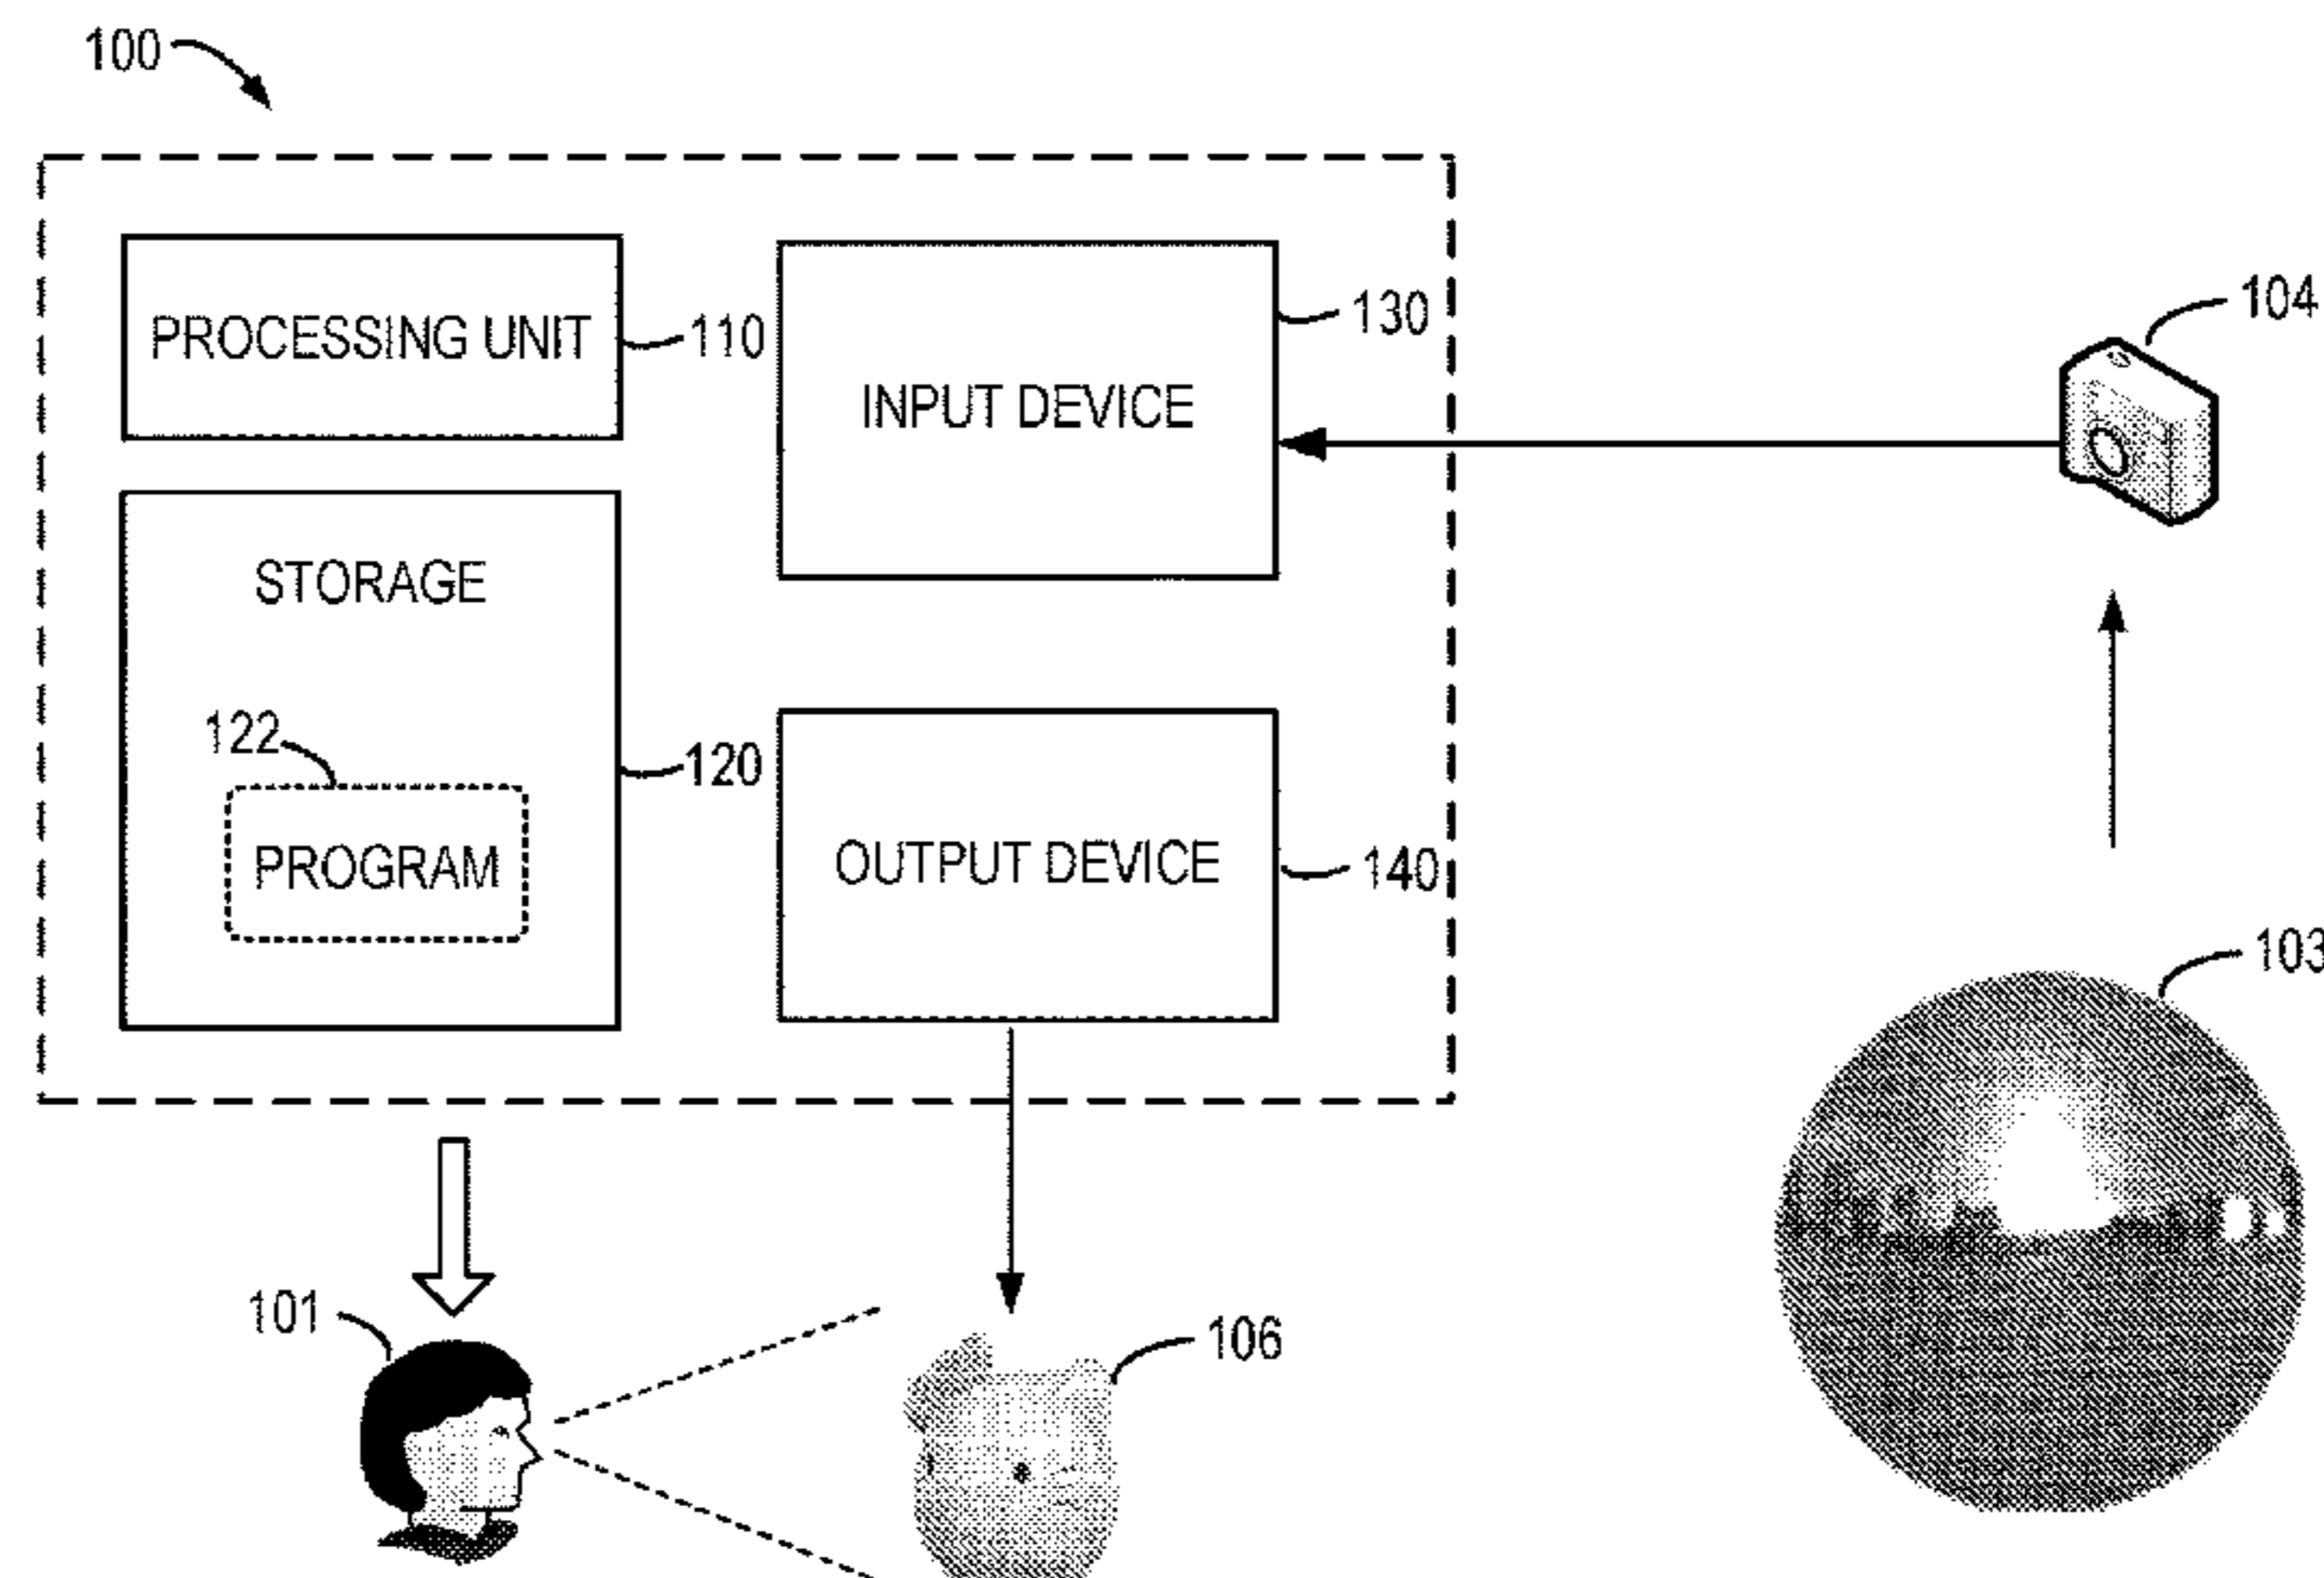 100
PROCESSING UNIT
110
INPUT DEVICE
130
104
STORAGE
122
PROGRAM
120
OUTPUT DEVICE
140
103
101
106